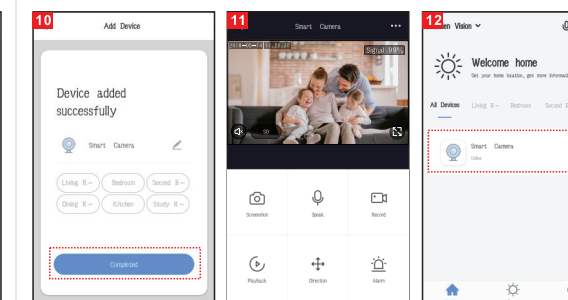 10
Add Device
Device added
successfully
Smart Camera
Living R… Bedroom Second B…
Dining R… Kitchen Study R…
Completed
11
Smart Camera
Signal 99%
SD
Screenshot Speak Record
Playback Direction Alarm
12
en Vision
Welcome home
Set your home location, get more informa
All Devices Living R… Bedroom Second B
Smart Camera
Online